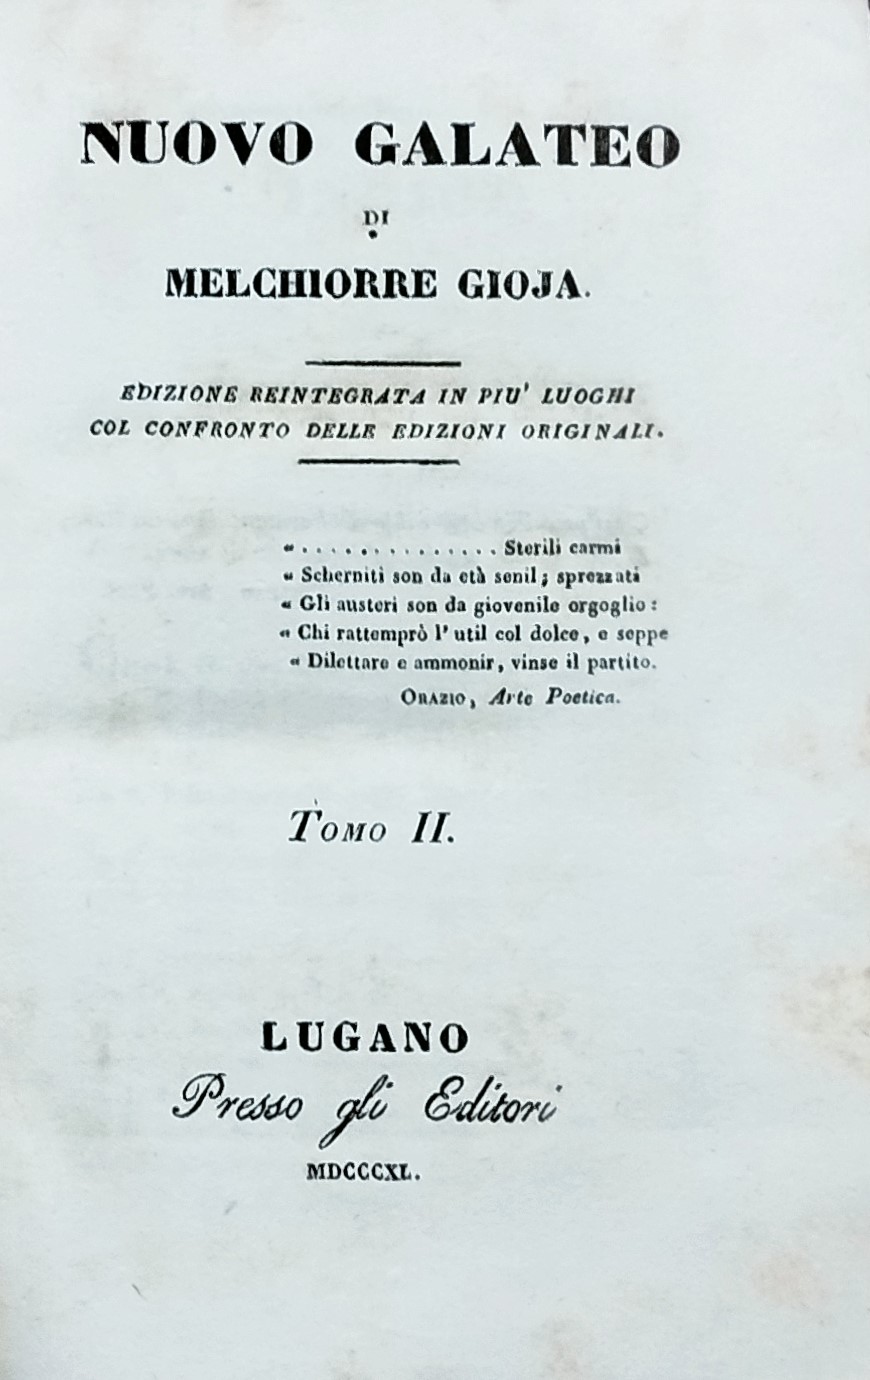 NUOVO GALATEO
DI
MELCHIORRE GIOJA.
EDIZIONE REINTEGRATA IN PIU' LUOGHI
COL CONFRONTO DELLE EDIZIONI ORIGINALI.
« . . . . . . . . . . . . . . Sterili carmi
« Scherniti son da età senil; sprezzati
« Gli austeri son da giovenile orgoglio:
« Chi rattemprò l' util col dolce, e seppe
« Dilettare e ammonir, vinse il partito.
ORAZIO, Arte Poetica.
TOMO II.
LUGANO
Presso gli Editori
MDCCCXL.